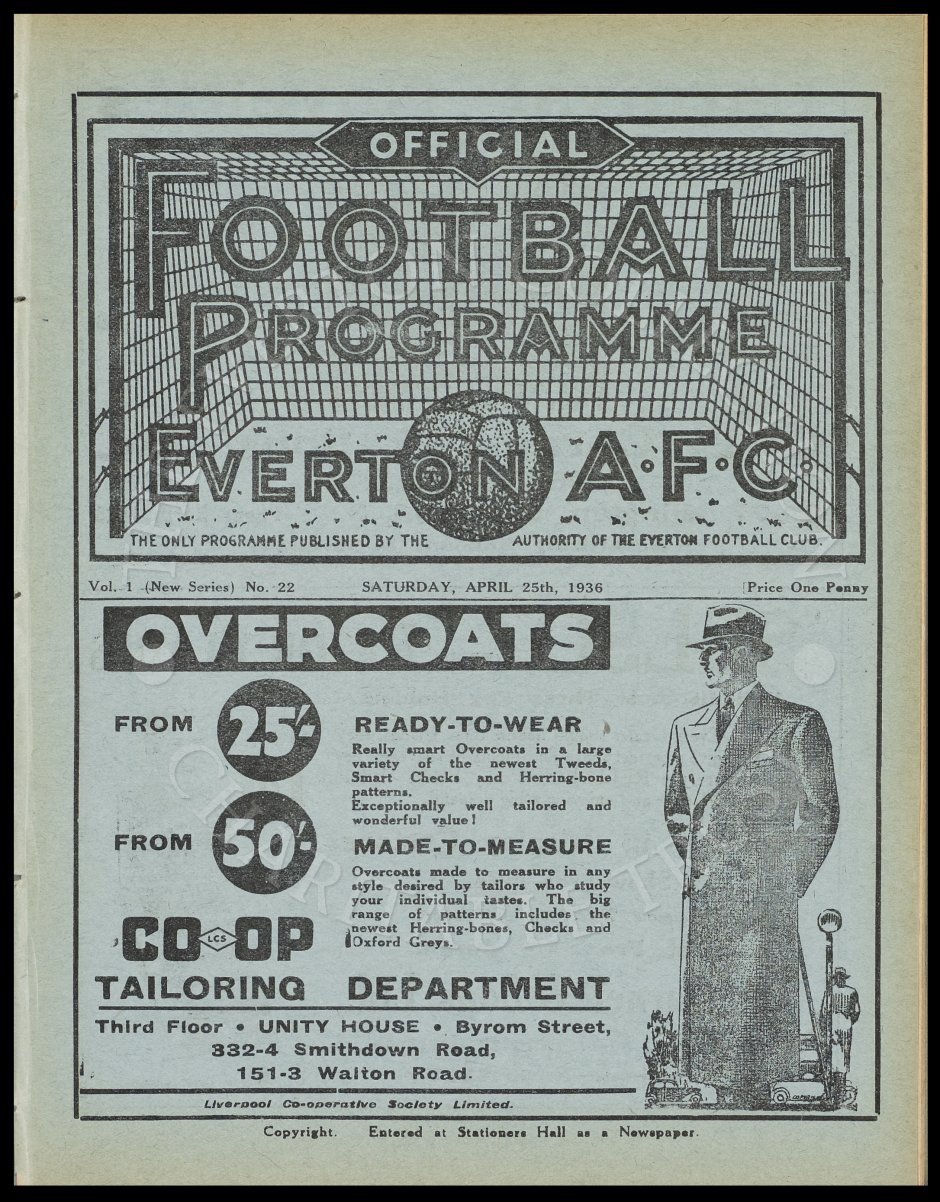 OFFICIAL
FOOTBALL
PROGRAMME
EVERTON A·F·C·
THE ONLY PROGRAMME PUBLISHED BY THE AUTHORITY OF THE EVERTON FOOTBALL CLUB.
Vol. 1 (New Series) No. 22 SATURDAY, APRIL 25th, 1936 Price One Penny
OVERCOATS
FROM 25/-
READY-TO-WEAR
Really smart Overcoats in a large
variety of the newest Tweeds,
Smart Checks and Herring-bone
patterns.
Exceptionally well tailored and
wonderful value!
FROM 50/-
MADE-TO-MEASURE
Overcoats made to measure in any
style desired by tailors who study
your individual tastes. The big
range of patterns includes the
newest Herring-bones, Checks and
Oxford Greys.
CO LCS OP
TAILORING DEPARTMENT
Third Floor • UNITY HOUSE • Byrom Street,
332-4 Smithdown Road,
151-3 Walton Road.
Liverpool Co-operative Society Limited.
Copyright. Entered at Stationers Hall as a Newspaper.